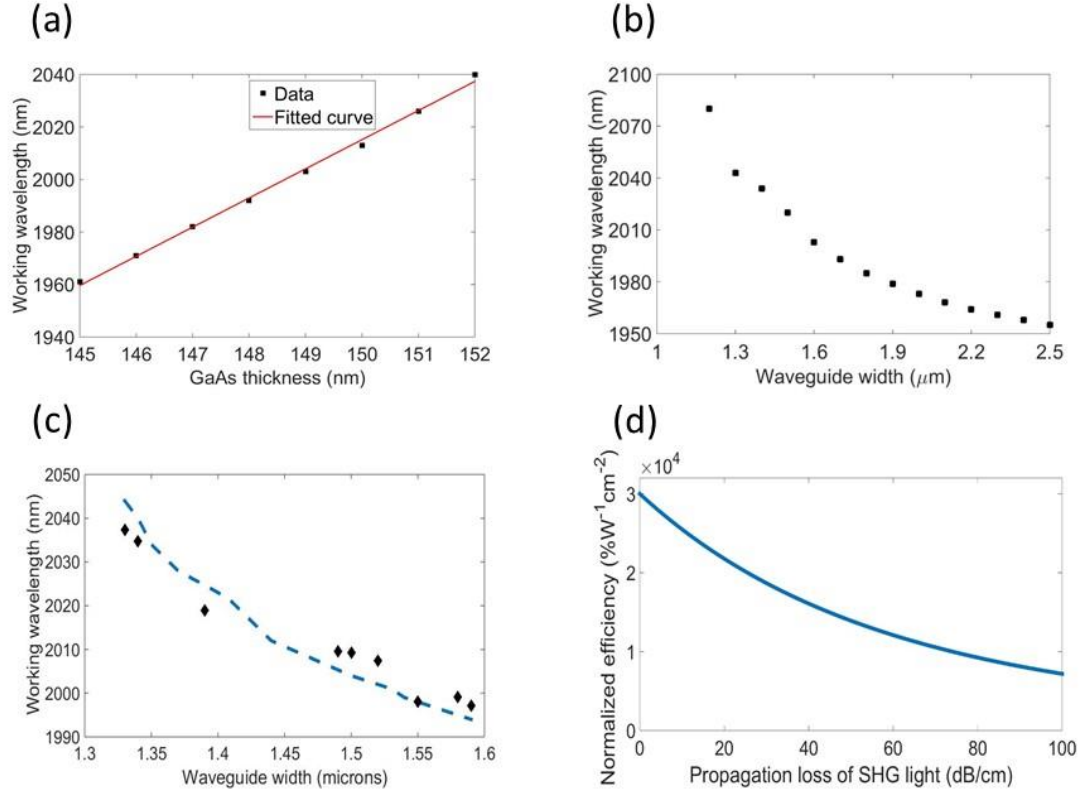 (a)
2040
2020
2000
1980
1960
1940
Working wavelength (nm)
Data
Fitted curve
145 146 147 148 149 150 151 152
GaAs thickness (nm)
(b)
2100
2070
2040
2010
1980
1950
Working wavelength (nm)
1 1.3 1.6 1.9 2.2 2.5
Waveguide width (μm)
(c)
2050
2040
2030
2020
2010
2000
1990
Working wavelength (nm)
1.3 1.35 1.4 1.45 1.5 1.55 1.6
Waveguide width (microns)
(d)
×10⁴
3
2
1
0
Normalized efficiency (%W⁻¹cm⁻²)
0 20 40 60 80 100
Propagation loss of SHG light (dB/cm)